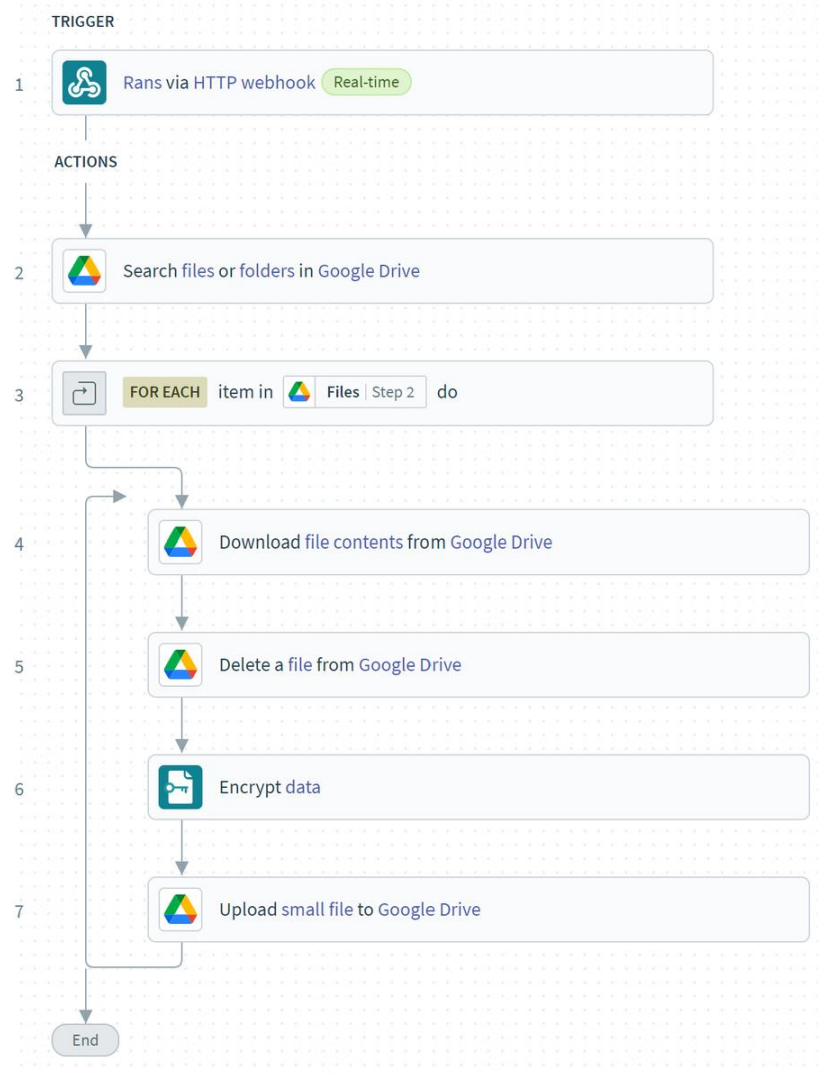 TRIGGER
1 Rans via HTTP webhook Real-time
ACTIONS
2 Search files or folders in Google Drive
3 FOR EACH item in Files Step 2 do
4 Download file contents from Google Drive
5 Delete a file from Google Drive
6 Encrypt data
7 Upload small file to Google Drive
End